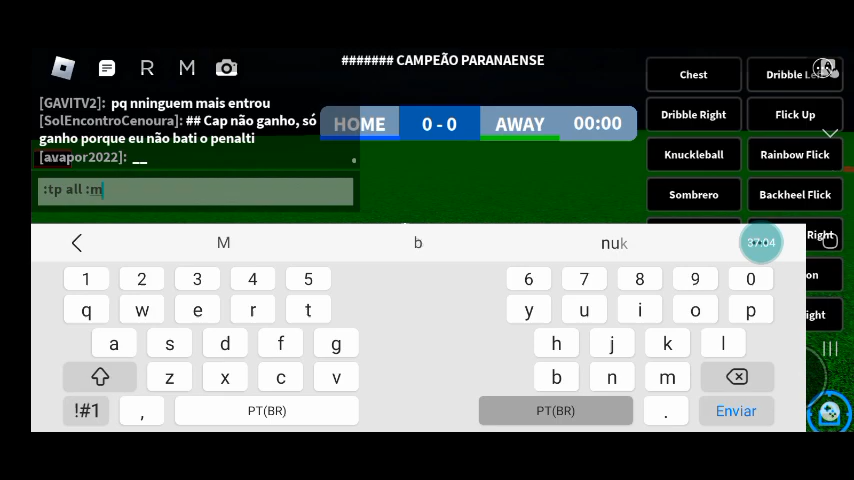 R M
####### CAMPEÃO PARANAENSE
[GAVITV2]: pq nninguem mais entrou
[SolEncontroCenoura]: ## Cap não ganho, só
ganho porque eu não bati o penalti
[avapor2022]: __
:tp all :m
HOME 0 - 0 AWAY 00:00
Chest
Dribble Right Flick Up
Knuckleball Rainbow Flick
Sombrero Backheel Flick
Right
M b nuk 37:04
1 2 3 4 5 6 7 8 9 0
q w e r t y u i o p
a s d f g h j k l
z x c v b n m
!#1 , PT(BR) PT(BR) . Enviar